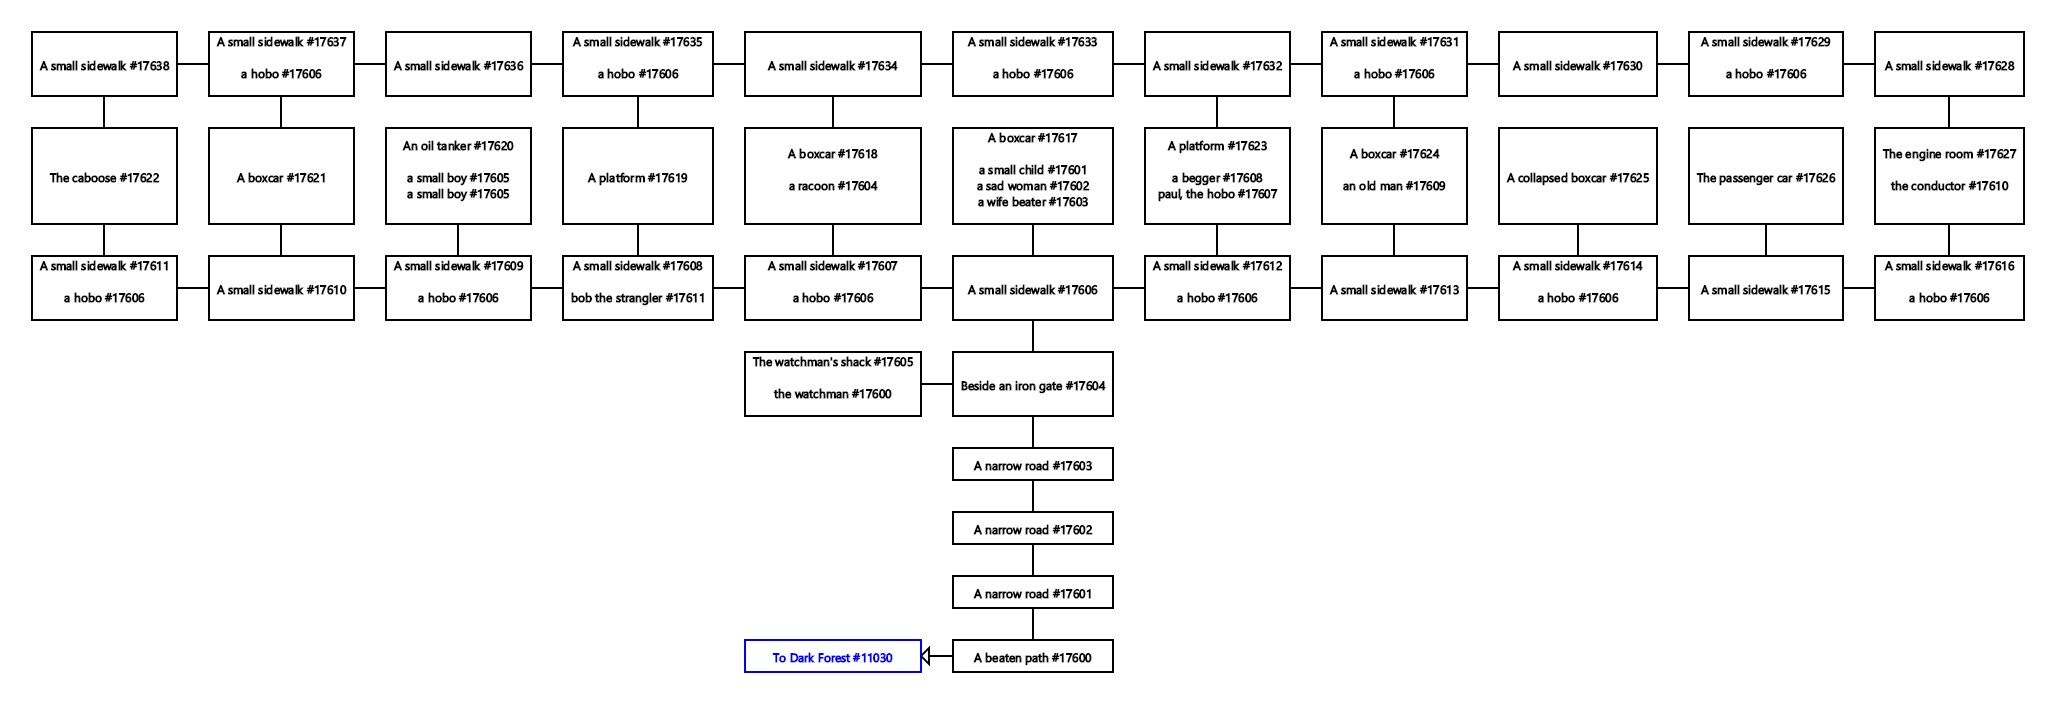 A small sidewalk #17638
A small sidewalk #17637
a hobo #17606
A small sidewalk #17636
A small sidewalk #17635
a hobo #17606
A small sidewalk #17634
A small sidewalk #17633
a hobo #17606
A small sidewalk #17632
A small sidewalk #17631
a hobo #17606
A small sidewalk #17630
A small sidewalk #17629
a hobo #17606
A small sidewalk #17628
The caboose #17622
A boxcar #17621
An oil tanker #17620
a small boy #17605
a small boy #17605
A platform #17619
A boxcar #17618
a racoon #17604
A boxcar #17617
a small child #17601
a sad woman #17602
a wife beater #17603
A platform #17623
a begger #17608
paul, the hobo #17607
A boxcar #17624
an old man #17609
A collapsed boxcar #17625
The passenger car #17626
The engine room #17627
the conductor #17610
A small sidewalk #17611
a hobo #17606
A small sidewalk #17610
A small sidewalk #17609
a hobo #17606
A small sidewalk #17608
bob the strangler #17611
A small sidewalk #17607
a hobo #17606
A small sidewalk #17606
A small sidewalk #17612
a hobo #17606
A small sidewalk #17613
A small sidewalk #17614
a hobo #17606
A small sidewalk #17615
A small sidewalk #17616
a hobo #17606
The watchman's shack #17605
the watchman #17600
Beside an iron gate #17604
A narrow road #17603
A narrow road #17602
A narrow road #17601
To Dark Forest #11030
A beaten path #17600